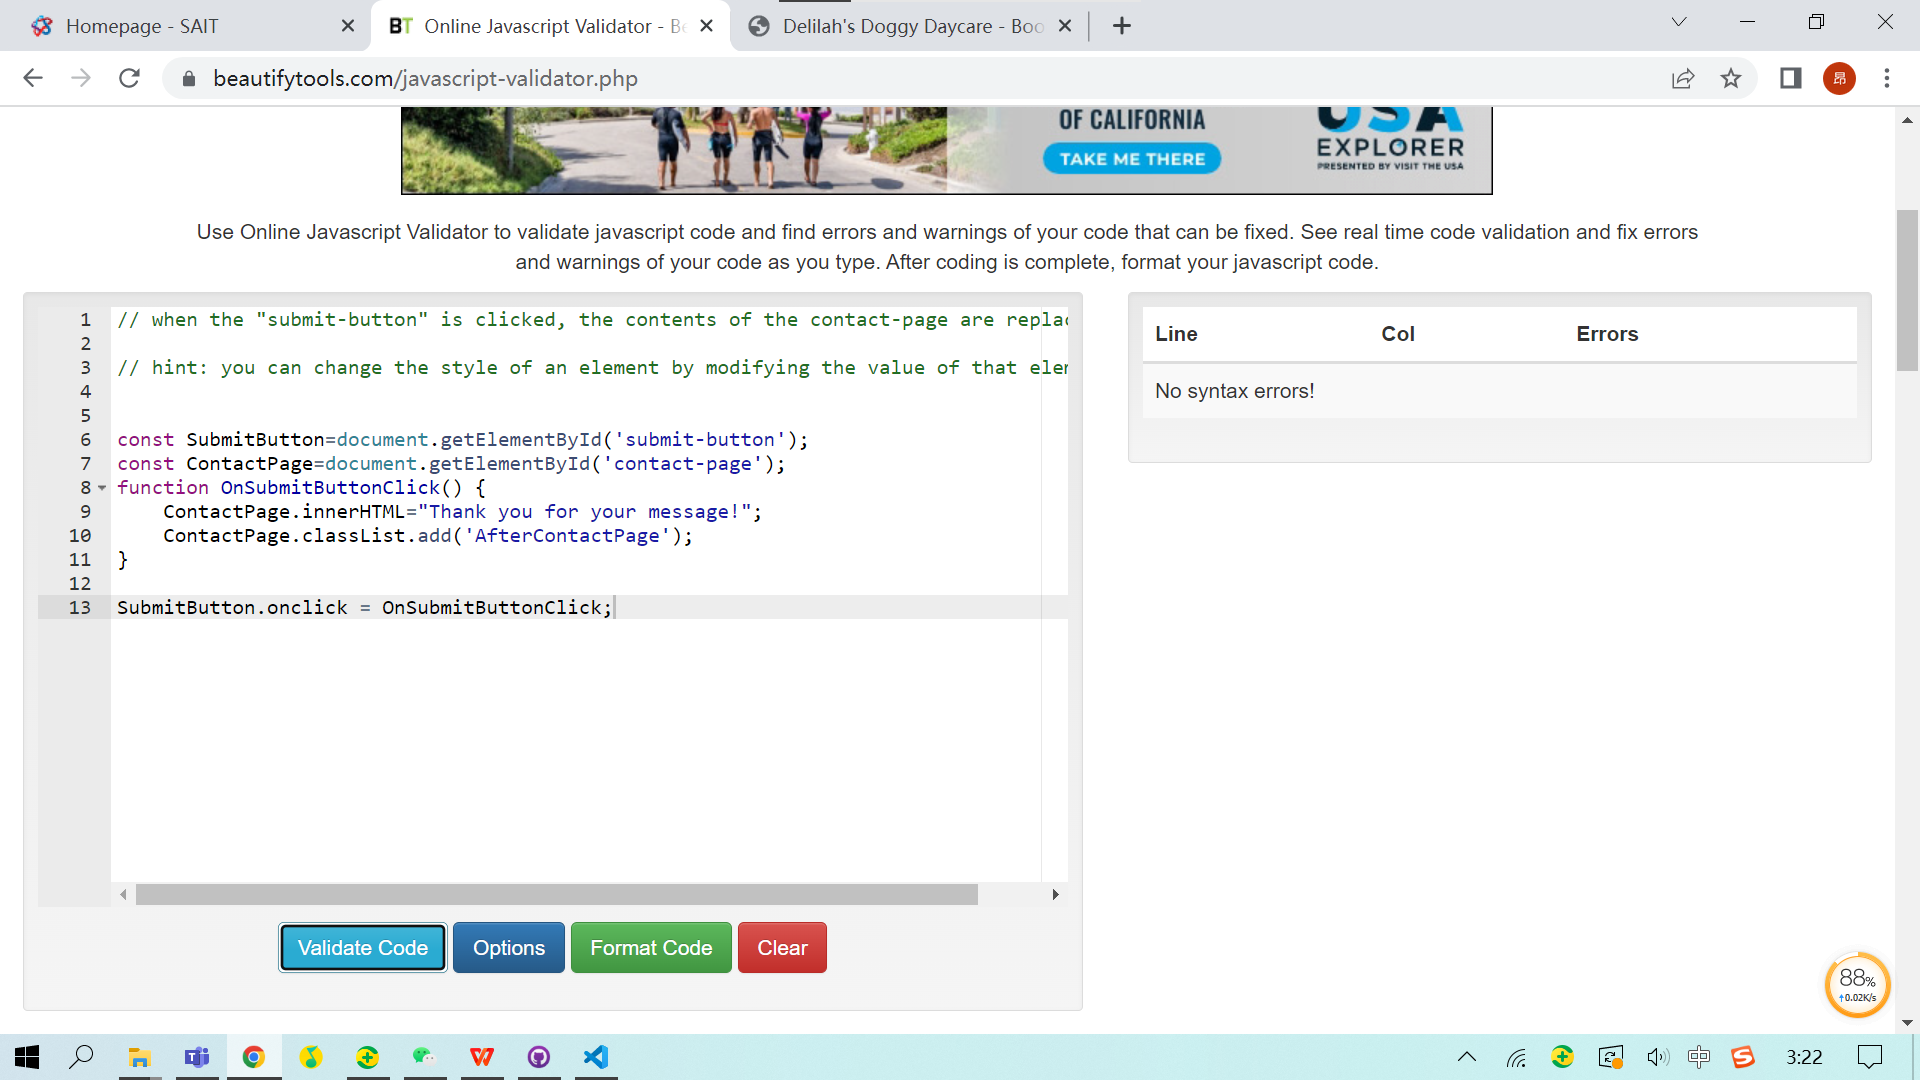 Homepage - SAIT
BT Online Javascript Validator - Be
Delilah's Doggy Daycare - Boo
beautifytools.com/javascript-validator.php
昂
OF CALIFORNIA
TAKE ME THERE
USA
EXPLORER
PRESENTED BY VISIT THE USA
Use Online Javascript Validator to validate javascript code and find errors and warnings of your code that can be fixed. See real time code validation and fix errors
and warnings of your code as you type. After coding is complete, format your javascript code.
1 // when the "submit-button" is clicked, the contents of the contact-page are replac
2
3 // hint: you can change the style of an element by modifying the value of that elem
4
5
6 const SubmitButton=document.getElementById('submit-button');
7 const ContactPage=document.getElementById('contact-page');
8 function OnSubmitButtonClick() {
9 ContactPage.innerHTML="Thank you for your message!";
10 ContactPage.classList.add('AfterContactPage');
11 }
12
13 SubmitButton.onclick = OnSubmitButtonClick;
Line Col Errors
No syntax errors!
Validate Code Options Format Code Clear
88%
↑0.02K/s
中
3:22